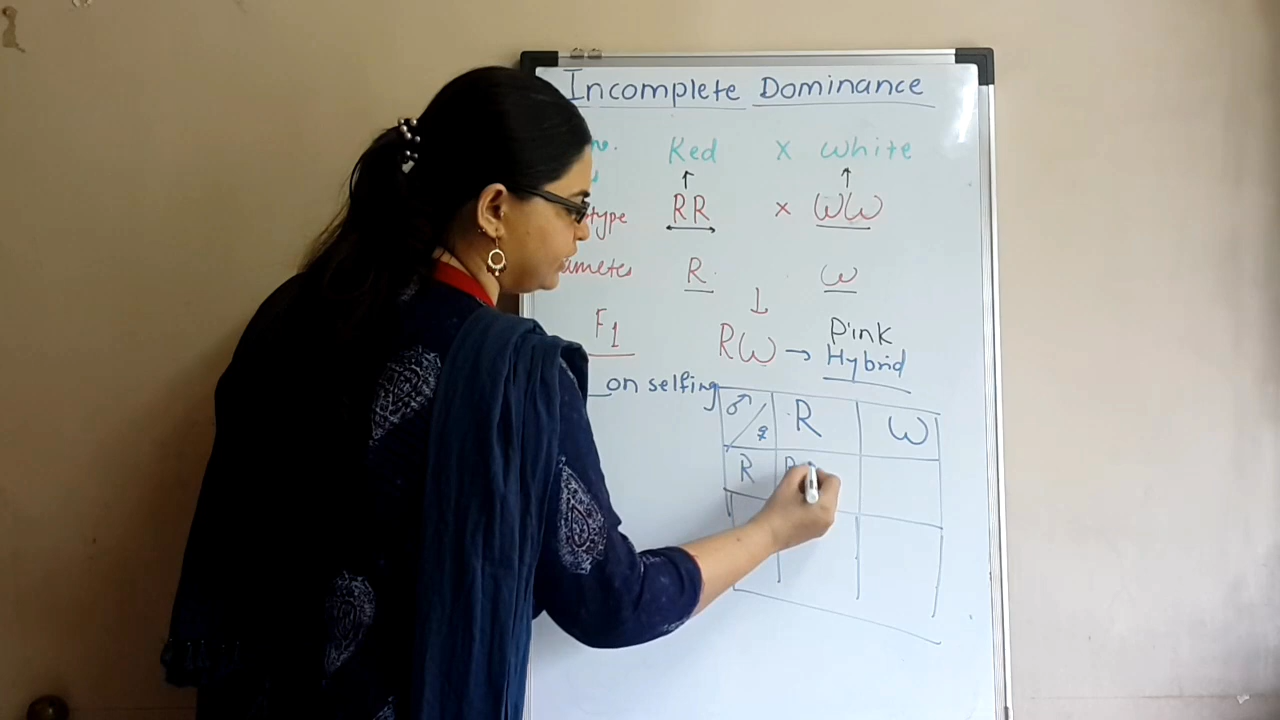 Incomplete Dominance
Red X White
RR × WW
R W
F1 RW → Pink
Hybrid
on selfing
♂ ♀ R W
R R